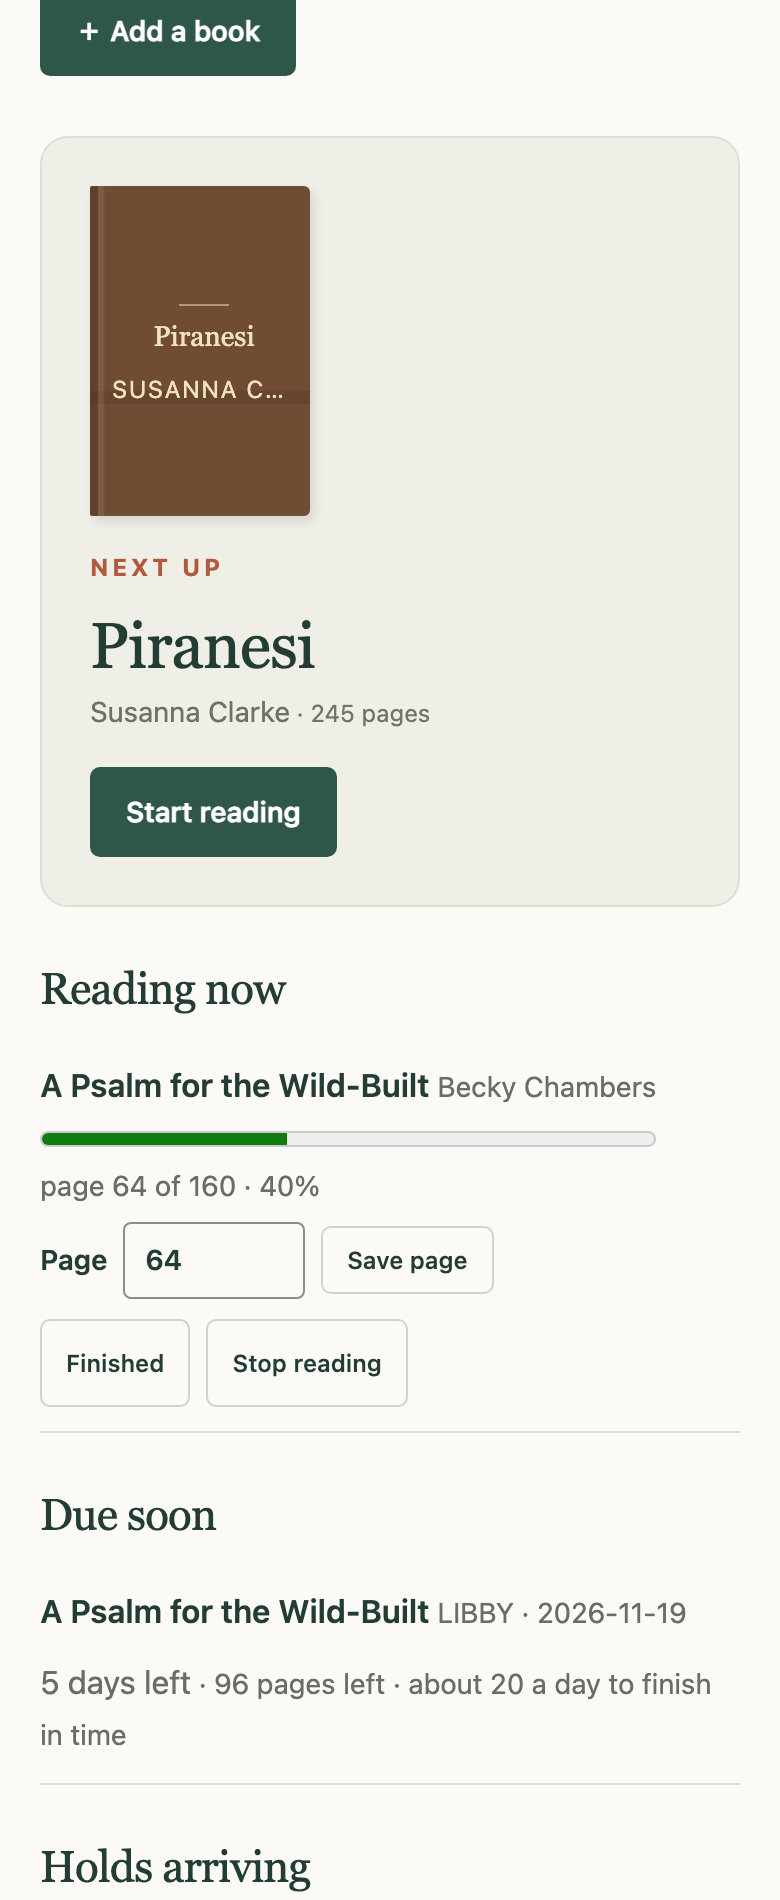 + Add a book
Piranesi
SUSANNA C...
NEXT UP
Piranesi
Susanna Clarke · 245 pages
Start reading
Reading now
A Psalm for the Wild-Built Becky Chambers
page 64 of 160 · 40%
Page 64 Save page
Finished Stop reading
Due soon
A Psalm for the Wild-Built LIBBY · 2026-11-19
5 days left · 96 pages left · about 20 a day to finish
in time
Holds arriving